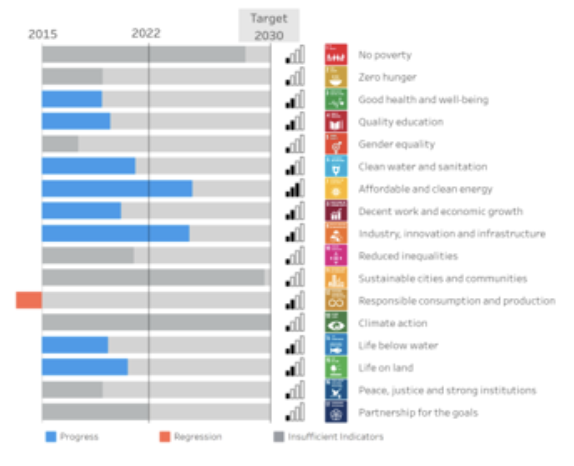 Target
2015 2022 2030
No poverty
Zero hunger
Good health and well-being
Quality education
Gender equality
Clean water and sanitation
Affordable and clean energy
Decent work and economic growth
Industry, innovation and infrastructure
Reduced inequalities
Sustainable cities and communities
Responsible consumption and production
Climate action
Life below water
Life on land
Peace, justice and strong institutions
Partnership for the goals
Progress Regression Insufficient Indicators